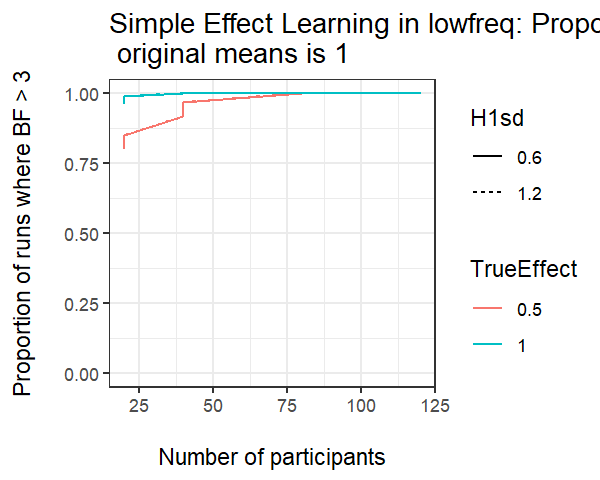 Simple Effect Learning in lowfreq: Propo
original means is 1
Proportion of runs where BF > 3
1.00
0.75
0.50
0.25
0.00
25 50 75 100 125
Number of participants
H1sd
0.6
1.2
TrueEffect
0.5
1